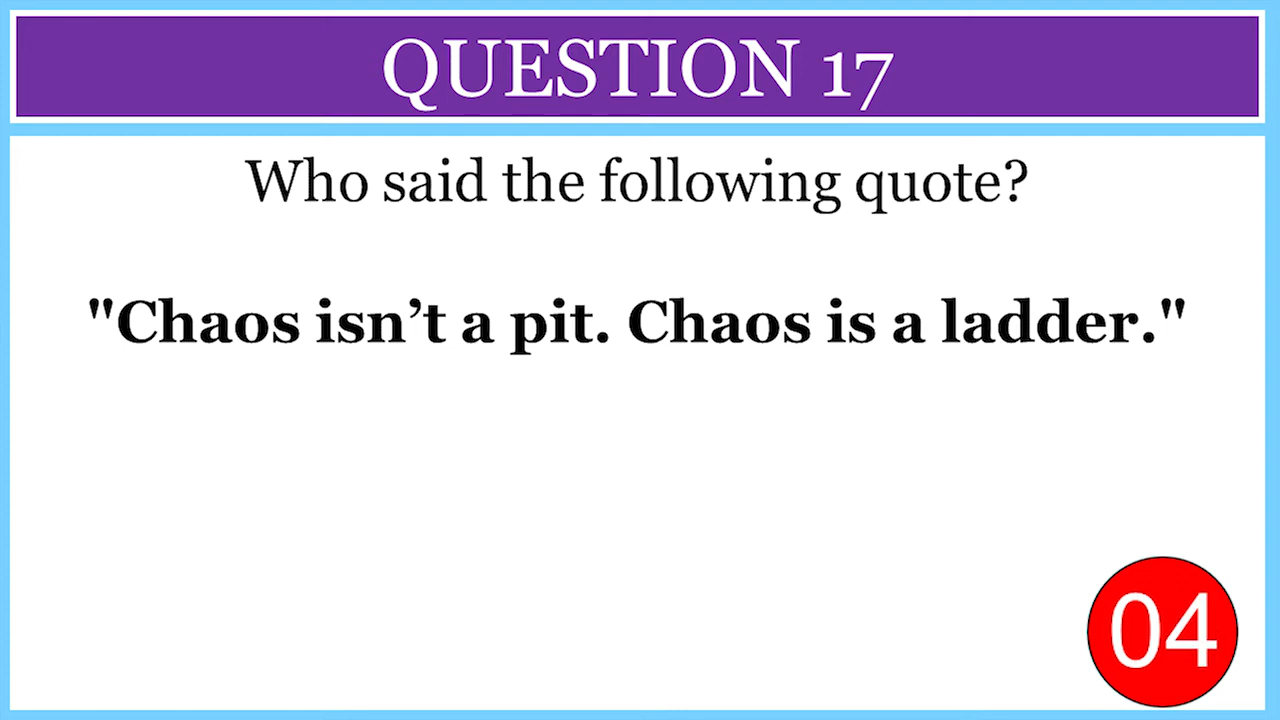 QUESTION 17
Who said the following quote?
"Chaos isn’t a pit. Chaos is a ladder."
04